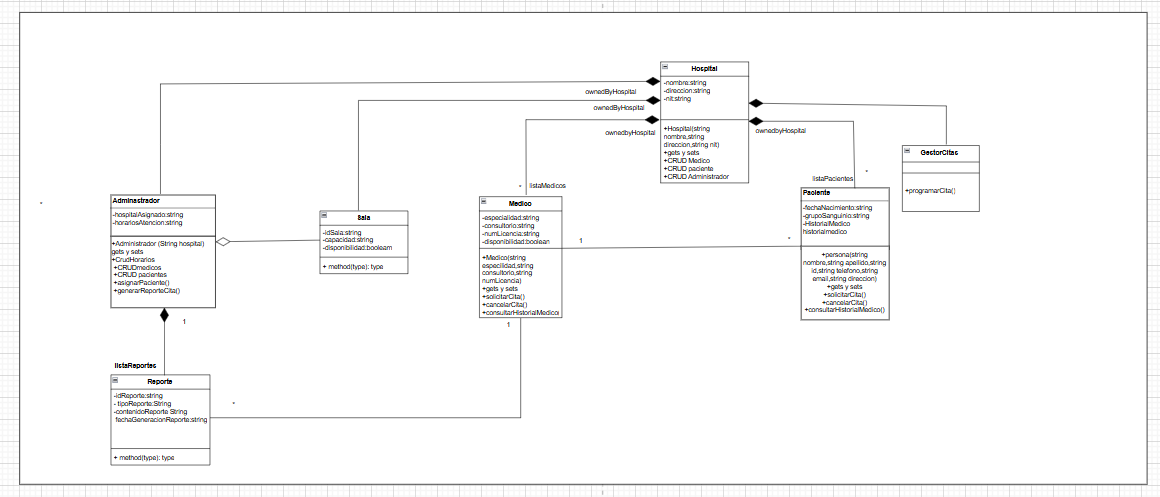 Hospital
-nombre:string
-direccion:string
-nit:string
+Hospital(string
nombre,string
direccion,string nit)
+gets y sets
+CRUD Medico
+CRUD paciente
+CRUD Administrador
ownedByHospital
ownedByHospital
ownedbyHospital
ownedbyHospital
GestorCitas
+programarCita()
listaMedicos
*
listaPacientes
*
Adminastrador
-hospitalAsignado:string
-horariosAtencion:string
+Administrador (String hospital)
gets y sets
+CrudHorarios
+CRUDmedicos
+CRUD pacientes
+asignarPaciente()
+generarReporteCita()
*
Sala
-idSala:string
-capacidad:string
-disponibilidad:booleam
+ method(type): type
Medico
-especialidad:string
-consultorio:string
-numLicencia:string
-disponibilidad:boolean
+Medico(string
especilidad,string
consultorio,string
numLicencia)
+gets y sets
+solicitarCita()
+cancelarCita()
+consultarHistorialMedico(
1
*
1
Paciente
-fechaNacimiento:string
-grupoSanguinio:string
-HistorialMedico
historialmedico
+persona(string
nombre,string apellido,string
id,string telefono,string
email,string direccion)
+gets y sets
+solicitarCita()
+cancelarCita()
+consultarHistorialMedico()
1
listaReportes
Reporte
-idReporte:string
- tipoReporte:String
-contenidoReporte String
fechaGeneracionReporte:string
+ method(type): type
*